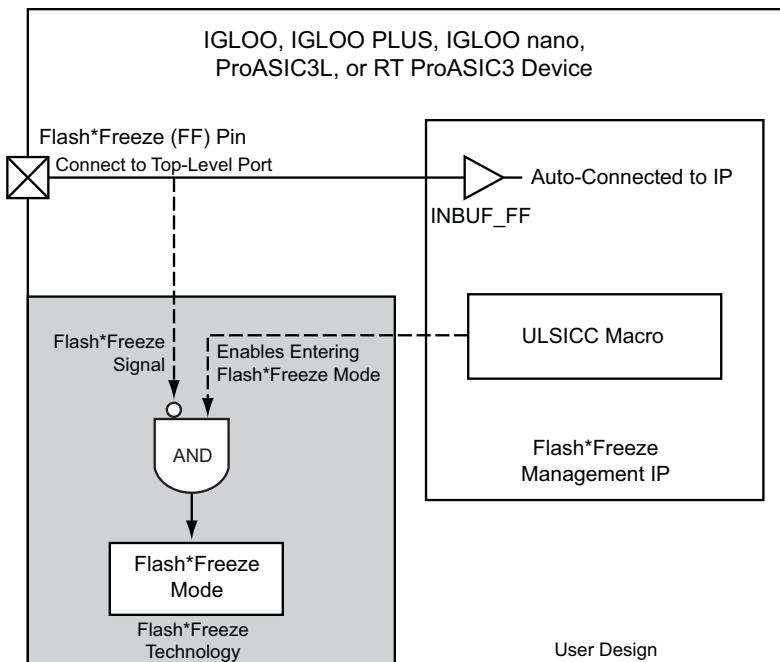 IGLOO, IGLOO PLUS, IGLOO nano,
ProASIC3L, or RT ProASIC3 Device
Flash*Freeze (FF) Pin
Connect to Top-Level Port
Auto-Connected to IP
INBUF_FF
Flash*Freeze
Signal
Enables Entering
Flash*Freeze Mode
ULSICC Macro
AND
Flash*Freeze
Management IP
Flash*Freeze
Mode
Flash*Freeze
Technology
User Design